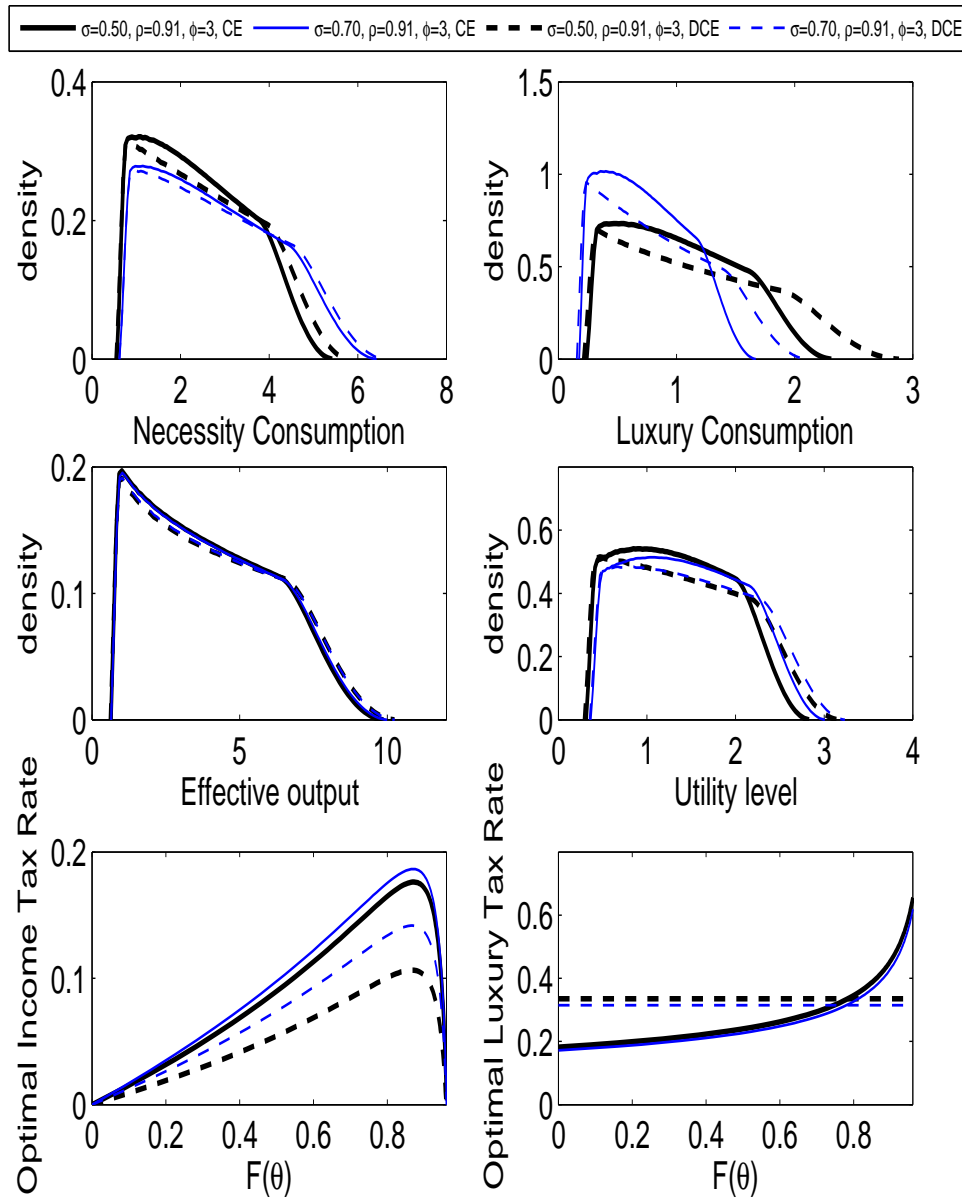 σ=0.50, ρ=0.91, φ=3, CE σ=0.70, ρ=0.91, φ=3, CE σ=0.50, ρ=0.91, φ=3, DCE σ=0.70, ρ=0.91, φ=3, DCE
0.4
0.2
0
density
0 2 4 6 8
Necessity Consumption
1.5
1
0.5
0
density
0 1 2 3
Luxury Consumption
0.2
0.1
0
density
0 5 10
Effective output
0.6
0.4
0.2
0
density
0 1 2 3 4
Utility level
0.2
0.1
0
Optimal Income Tax Rate
0 0.2 0.4 0.6 0.8
F(θ)
0.6
0.4
0.2
0
Optimal Luxury Tax Rate
0 0.2 0.4 0.6 0.8
F(θ)